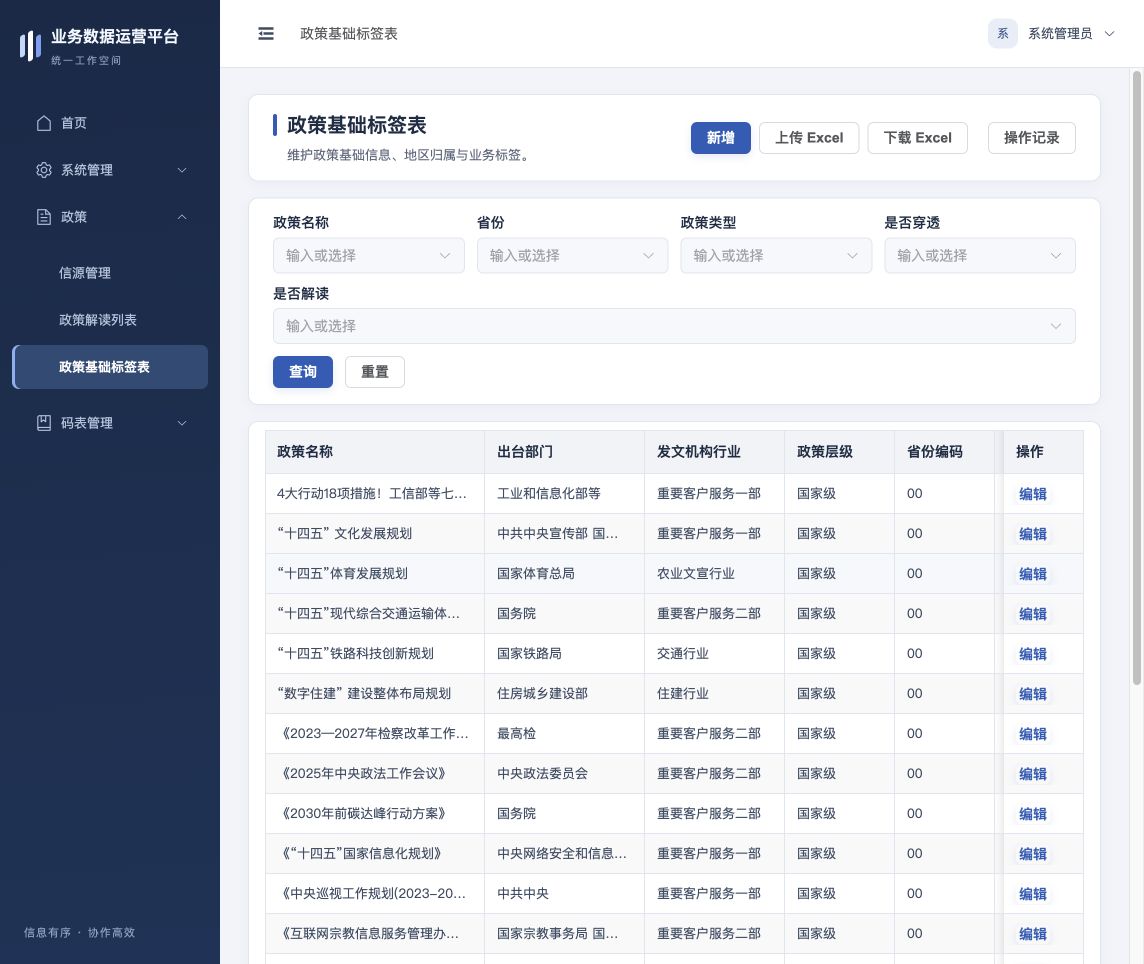 业务数据运营平台
统一工作空间
首页
系统管理
政策
信源管理
政策解读列表
政策基础标签表
码表管理
信息有序 · 协作高效
政策基础标签表
系 系统管理员
政策基础标签表
维护政策基础信息、地区归属与业务标签。
新增 上传 Excel 下载 Excel 操作记录
政策名称 省份 政策类型 是否穿透
输入或选择 输入或选择 输入或选择 输入或选择
是否解读
输入或选择
查询 重置
政策名称 出台部门 发文机构行业 政策层级 省份编码 操作
4大行动18项措施！工信部等七... 工业和信息化部等 重要客户服务一部 国家级 00 编辑
“十四五” 文化发展规划 中共中央宣传部 国... 重要客户服务一部 国家级 00 编辑
“十四五”体育发展规划 国家体育总局 农业文宣行业 国家级 00 编辑
“十四五”现代综合交通运输体... 国务院 重要客户服务二部 国家级 00 编辑
“十四五”铁路科技创新规划 国家铁路局 交通行业 国家级 00 编辑
“数字住建” 建设整体布局规划 住房城乡建设部 住建行业 国家级 00 编辑
《2023—2027年检察改革工作... 最高检 重要客户服务二部 国家级 00 编辑
《2025年中央政法工作会议》 中央政法委员会 重要客户服务二部 国家级 00 编辑
《2030年前碳达峰行动方案》 国务院 重要客户服务二部 国家级 00 编辑
《“十四五”国家信息化规划》 中央网络安全和信息... 重要客户服务一部 国家级 00 编辑
《中央巡视工作规划(2023–20... 中共中央 重要客户服务一部 国家级 00 编辑
《互联网宗教信息服务管理办... 国家宗教事务局 国... 重要客户服务二部 国家级 00 编辑